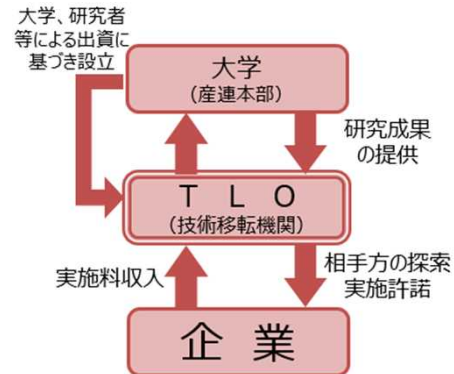 大学、研究者
等による出資に
基づき設立
大学
(産連本部)
研究成果
の提供
ＴＬＯ
(技術移転機関)
実施料収入
相手方の探索
実施許諾
企業